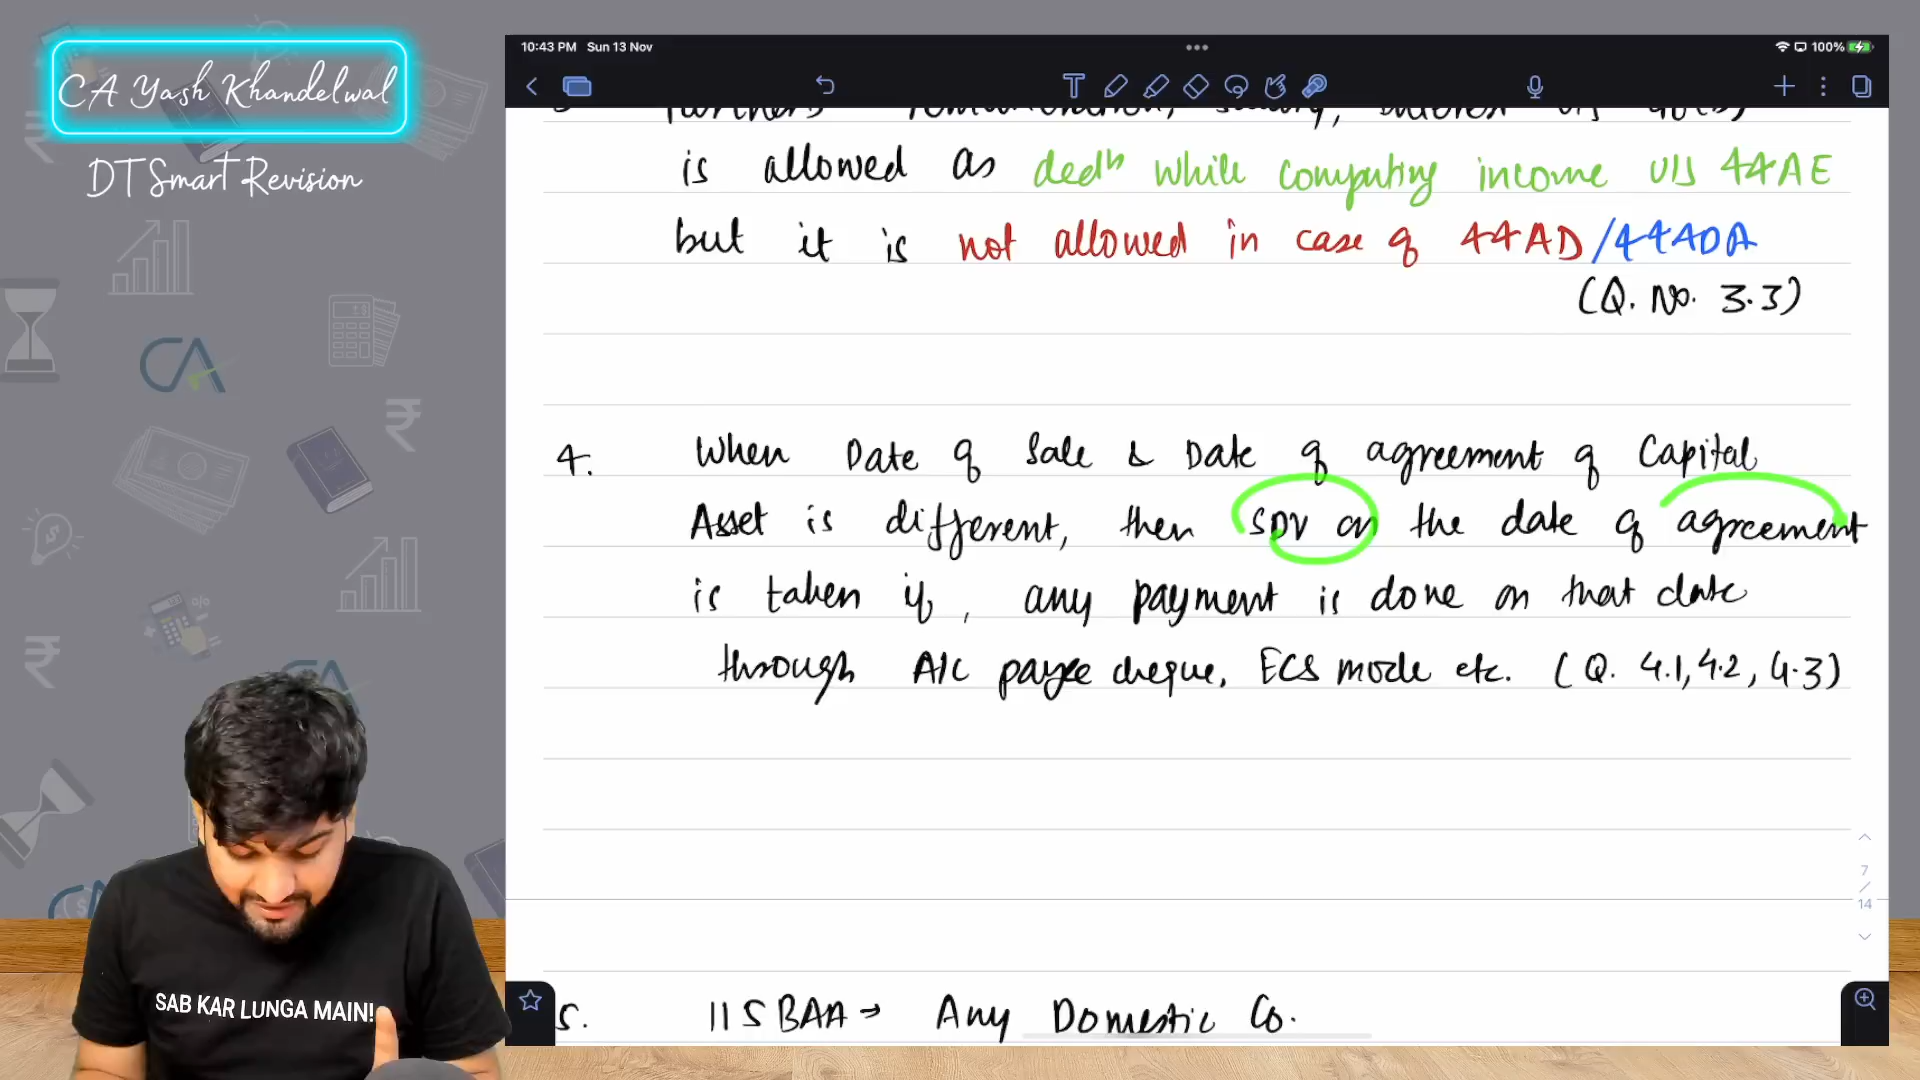 CA Yash Khandelwal
DT Smart Revision
10:43 PM Sun 13 Nov
100%
is allowed as dedn while computing income U/S 44AE
but it is not allowed in case of 44AD/44ADA
(Q. No. 3.3)
4. When Date of Sale & Date of agreement of Capital
Asset is different, then SDV on the date of agreement
is taken if, any payment is done on that date
through A/C payee cheque, ECS mode etc. (Q. 4.1, 4.2, 4.3)
7
/
14
5. 115BAA → Any Domestic Co.
SAB KAR LUNGA MAIN!
CA